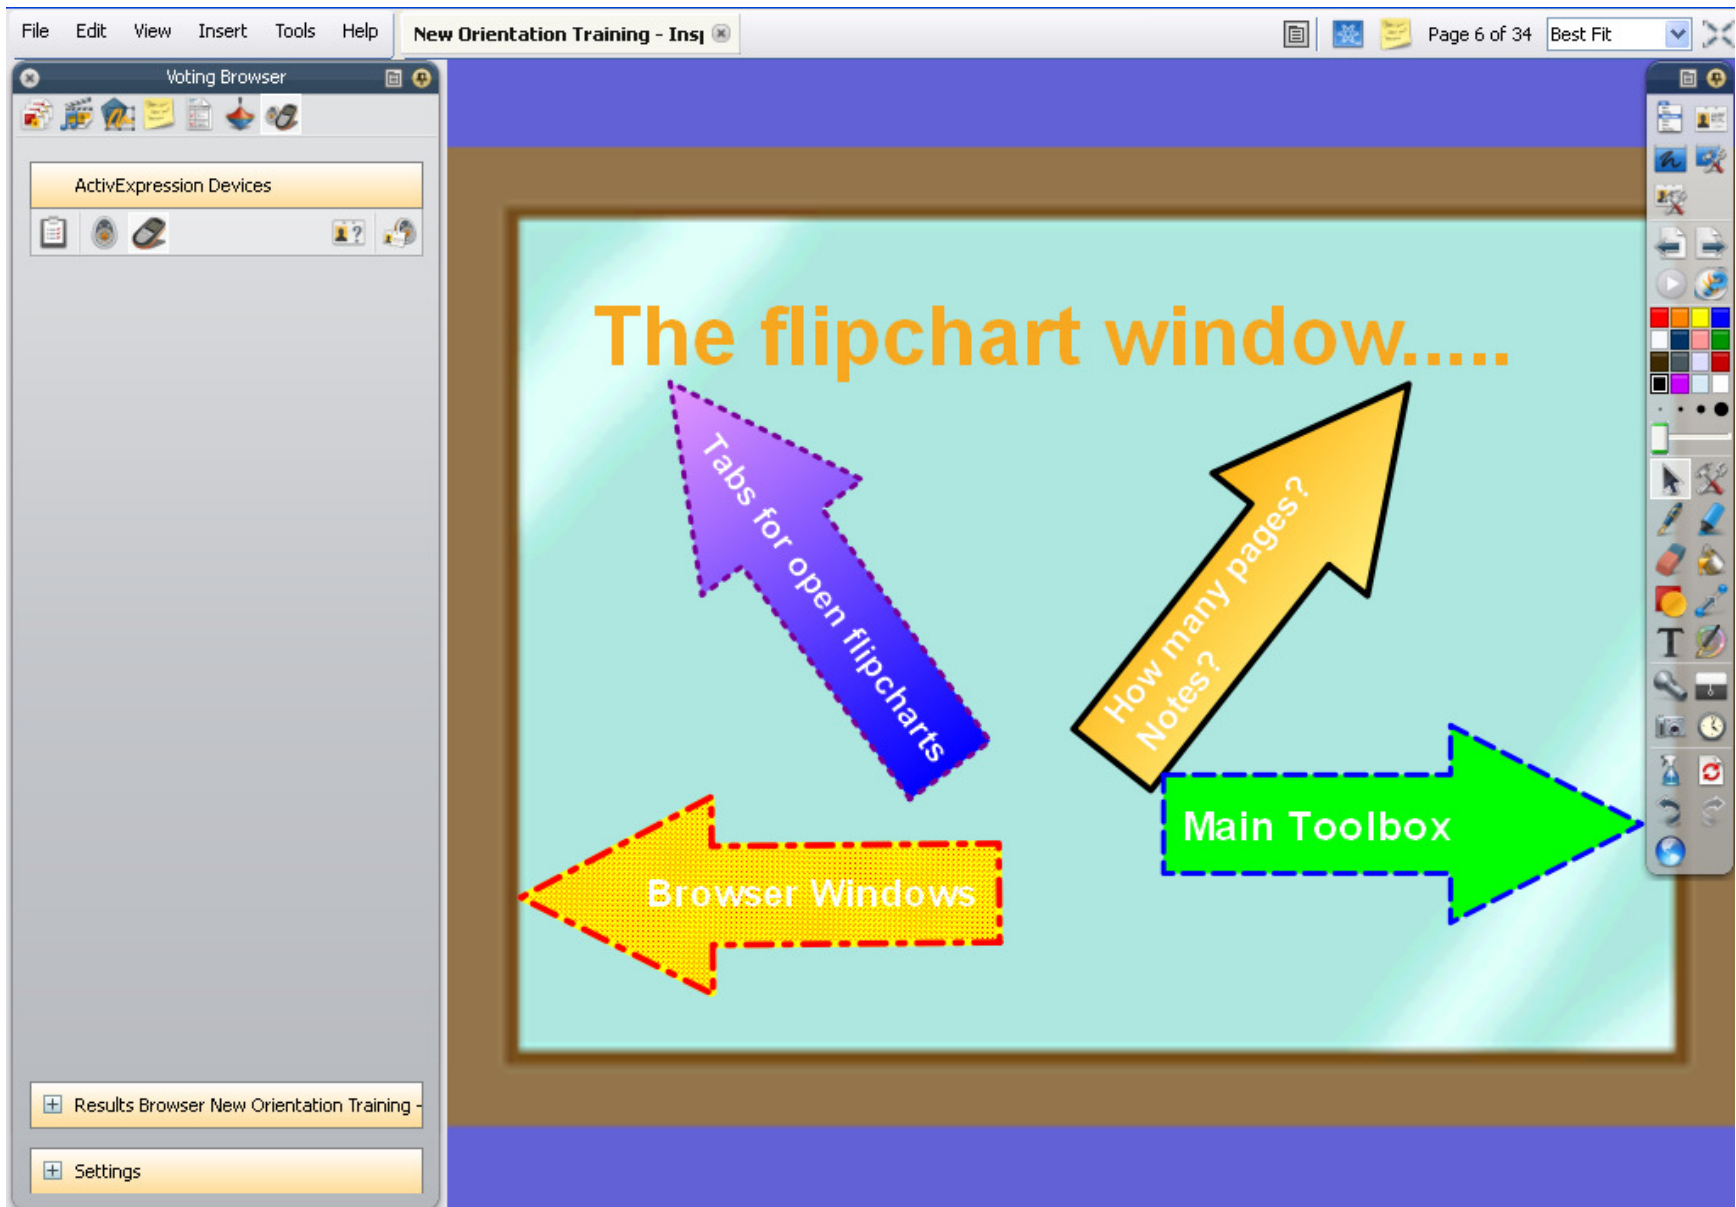 File Edit View Insert Tools Help New Orientation Training - Insp Page 6 of 34 Best Fit
Voting Browser
ActivExpression Devices
The flipchart window.....
Tabs for open flipcharts
How many pages?
Notes?
Main Toolbox
Browser Windows
Results Browser New Orientation Training -
Settings